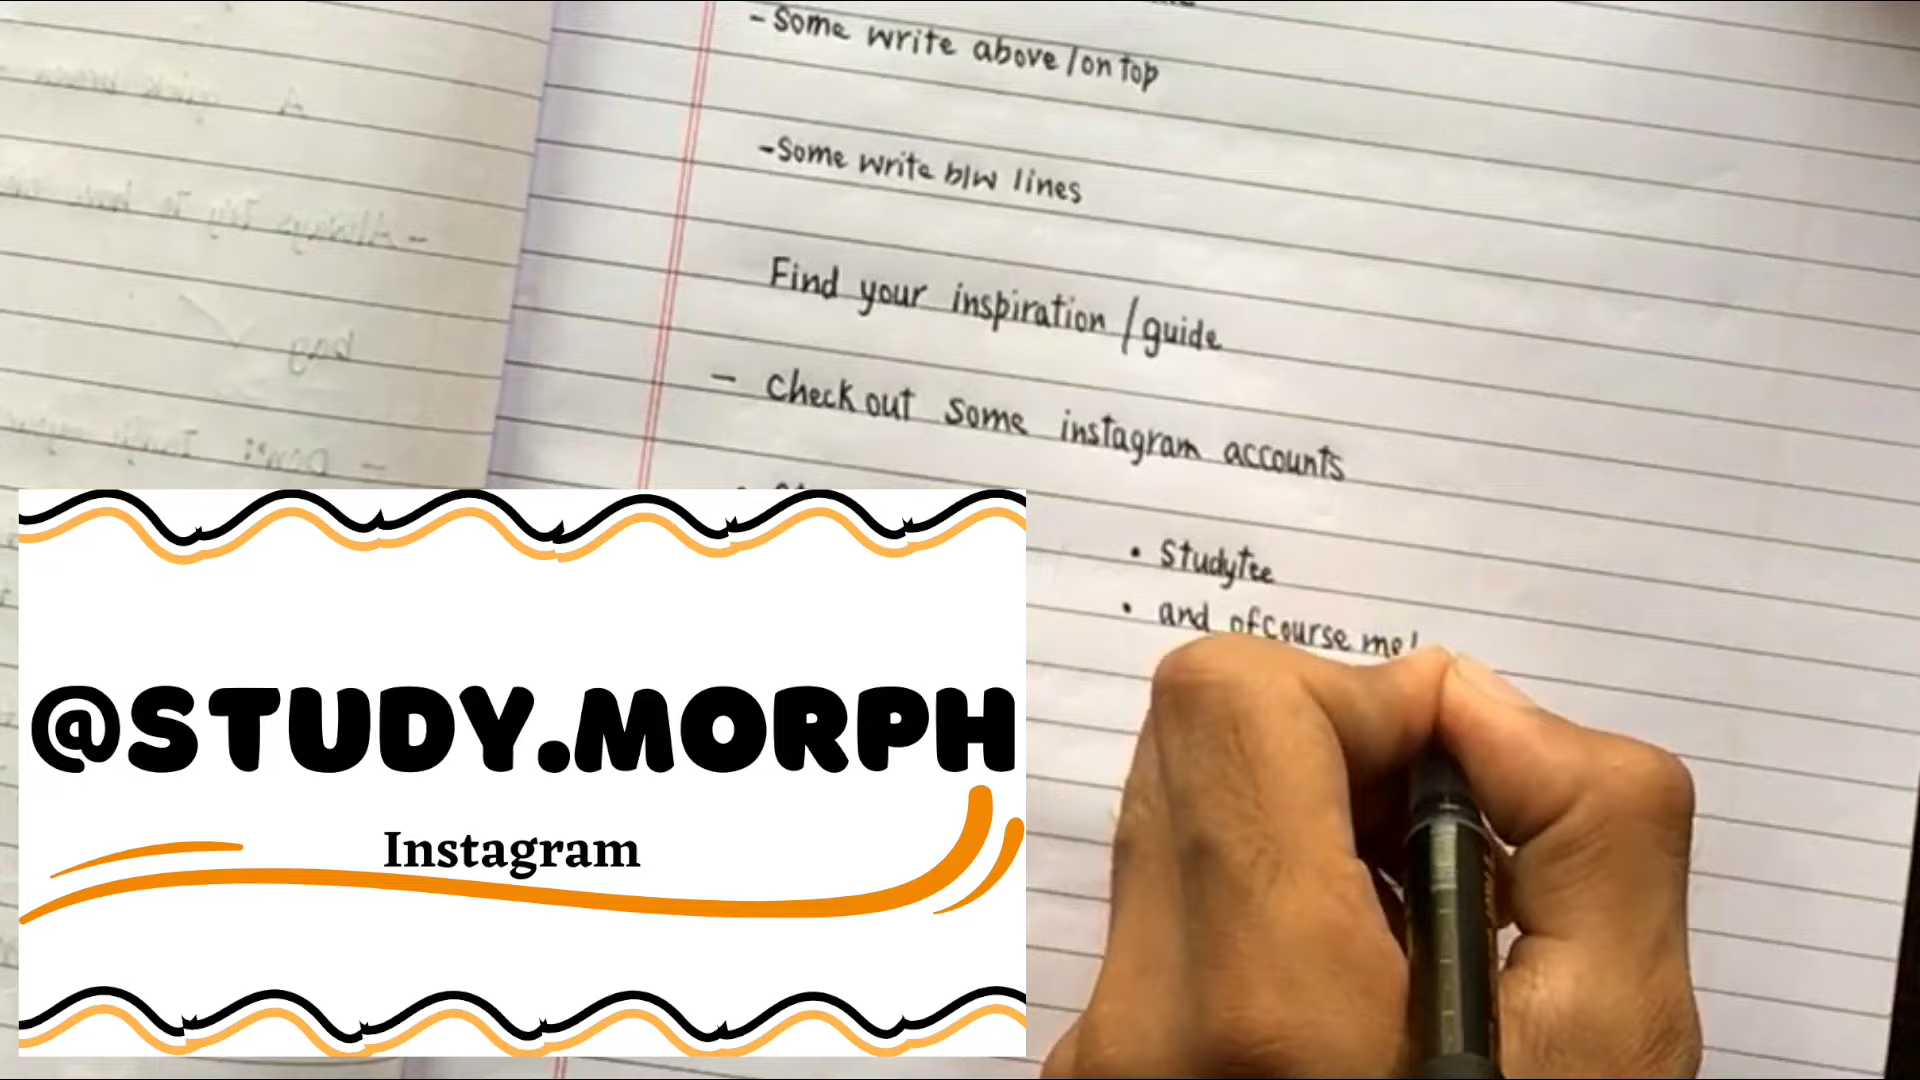 -Some write above/on top
-Some write b/w lines
Find your inspiration/guide
- Check out some instagram accounts
• Studytee
• and ofcourse me!
@STUDY.MORPH
Instagram